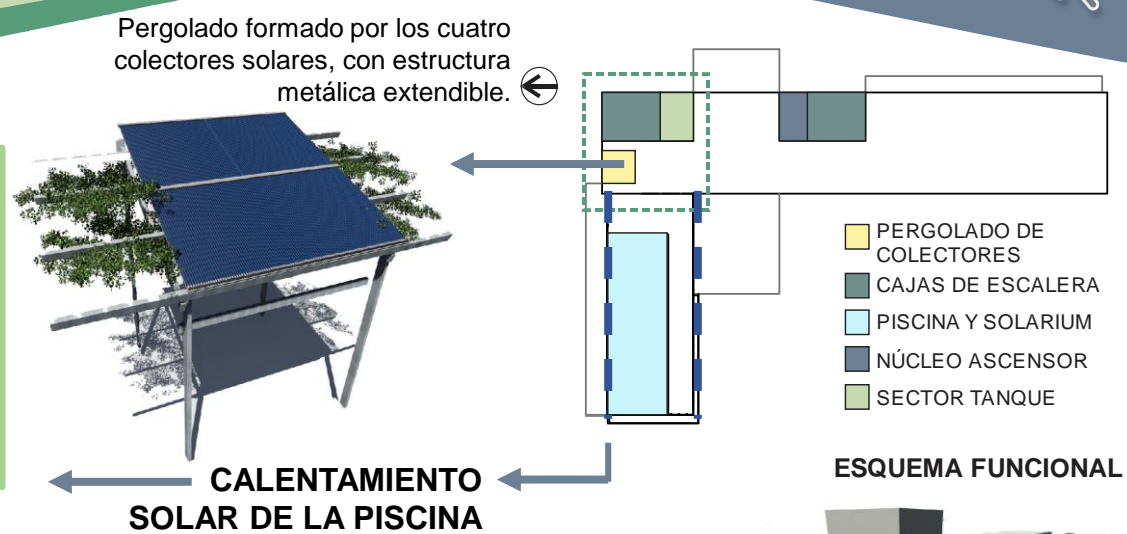 Pergolado formado por los cuatro
colectores solares, con estructura
metálica extendible.
PERGOLADO DE
COLECTORES
CAJAS DE ESCALERA
PISCINA Y SOLARIUM
NÚCLEO ASCENSOR
SECTOR TANQUE
ESQUEMA FUNCIONAL
CALENTAMIENTO
SOLAR DE LA PISCINA